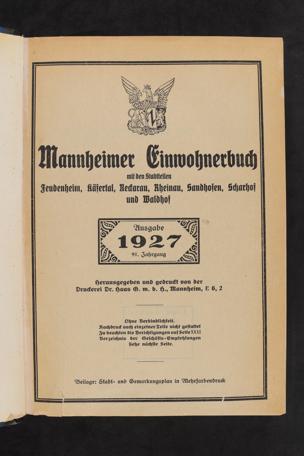 Mannheimer Einwohnerbuch
mit den Stadtteilen
Feudenheim, Käfertal, Neckarau, Rheinau, Sandhofen, Scharhof
und Waldhof
Ausgabe
1927
91. Jahrgang
Herausgegeben und gedruckt von der
Druckerei Dr. Haas G. m. b. H., Mannheim, E 6, 2
Ohne Verbindlichkeit.
Nachdruck auch einzelner Teile nicht gestattet
Zu beachten die Berichtigungen auf Seite XXXI
Verzeichnis der Geschäfts-Empfehlungen
siehe nächste Seite.
Beilage: Stadt- und Gemarkungsplan in Mehrfarbendruck